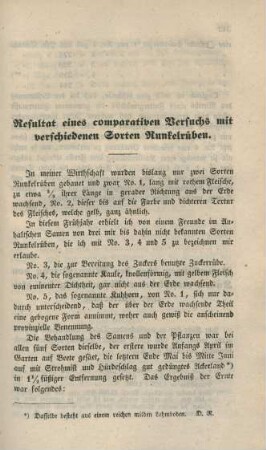 Resultat eines comparativen Versuchs mit
verschiedenen Sorten Runkelrüben.
In meiner Wirthschaft wurden bislang nur zwei Sorten
Runkelrüben gebauet und zwar No. 1, lang mit rothem Fleische,
zu etwa ¾ ihrer Länge in gerader Richtung aus der Erde
wachsend, No. 2, dieser bis auf die Farbe und dichteren Textur
des Fleisches, welche gelb, ganz ähnlich.
In diesem Frühjahr erhielt ich von einem Freunde im An-
haltschen Samen von drei mir bis dahin nicht bekannten Sorten
Runkelrüben, die ich mit No. 3, 4 und 5 zu bezeichnen mir
erlaube.
No. 3, die zur Bereitung des Zuckers benutzte Zuckerrübe.
No. 4, die sogenannte Kaule, zwollenförmig, mit gelbem Fleisch von
eminenter Dichtigkeit, gar nicht aus der Erde wachsend.
No. 5, das sogenannte Kuhhorn, von No. 1, sich nur da-
durch unterscheidend, daß der über der Erde wachsende Theil
eine gebogene Form annimmt, woher auch die anscheinend
provinzielle Benennung.
Die Behandlung des Samens und der Pflanzen war bei
allen fünf Sorten dieselbe, der erstere wurde Anfangs April im
Garten auf Beete gesäet, die letztern Ende Mai bis Mitte Juni
auf mit Strohmist und Hürdeschlag gut gedüngtes Ackerland *)
in 1½füßiger Entfernung gesetzt. Das Ergebniß der Ernte
war folgendes:
*) Dasselbe besteht aus einem reichen milden Lehmboden. D. R.